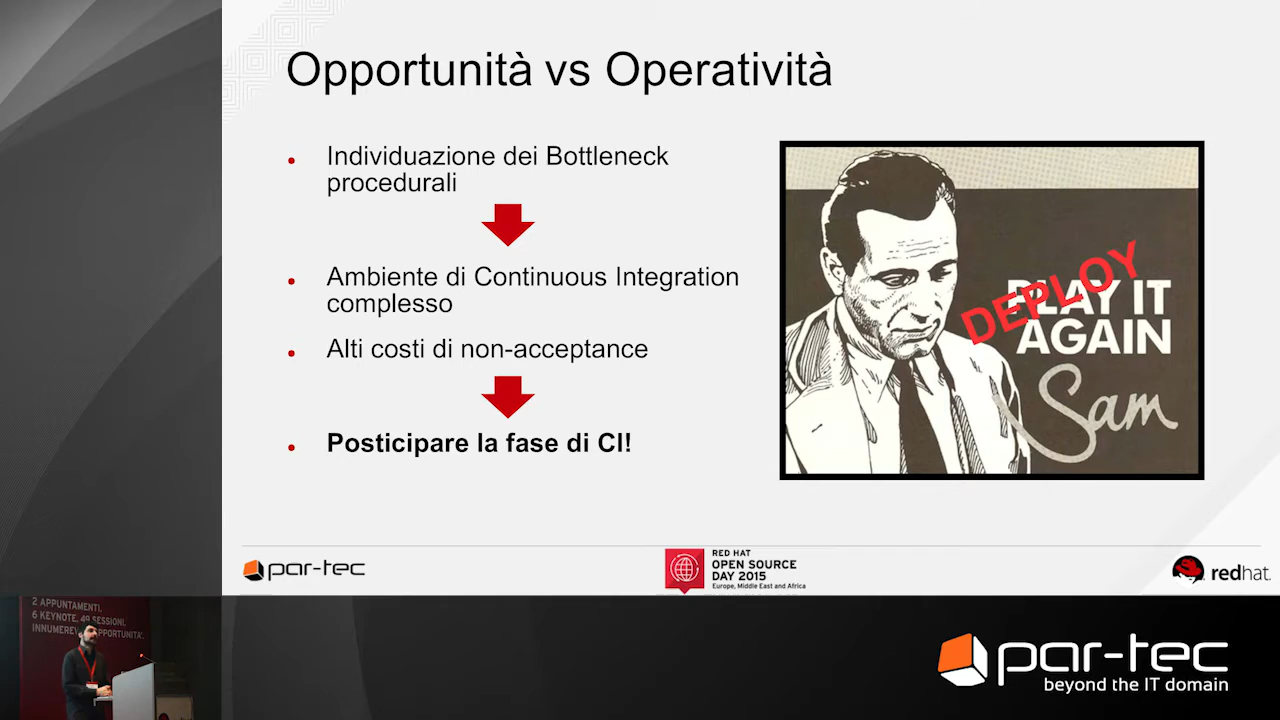 Opportunità vs Operatività
Individuazione dei Bottleneck
procedurali
Ambiente di Continuous Integration
complesso
Alti costi di non-acceptance
Posticipare la fase di CI!
DEPLOY
PLAY IT
AGAIN
Sam
par-tec
RED HAT
OPEN SOURCE
DAY 2015
Europe, Middle East and Africa
redhat.
2 APPUNTAMENTI.
6 KEYNOTE. 49 SESSIONI.
par-tec
beyond the IT domain